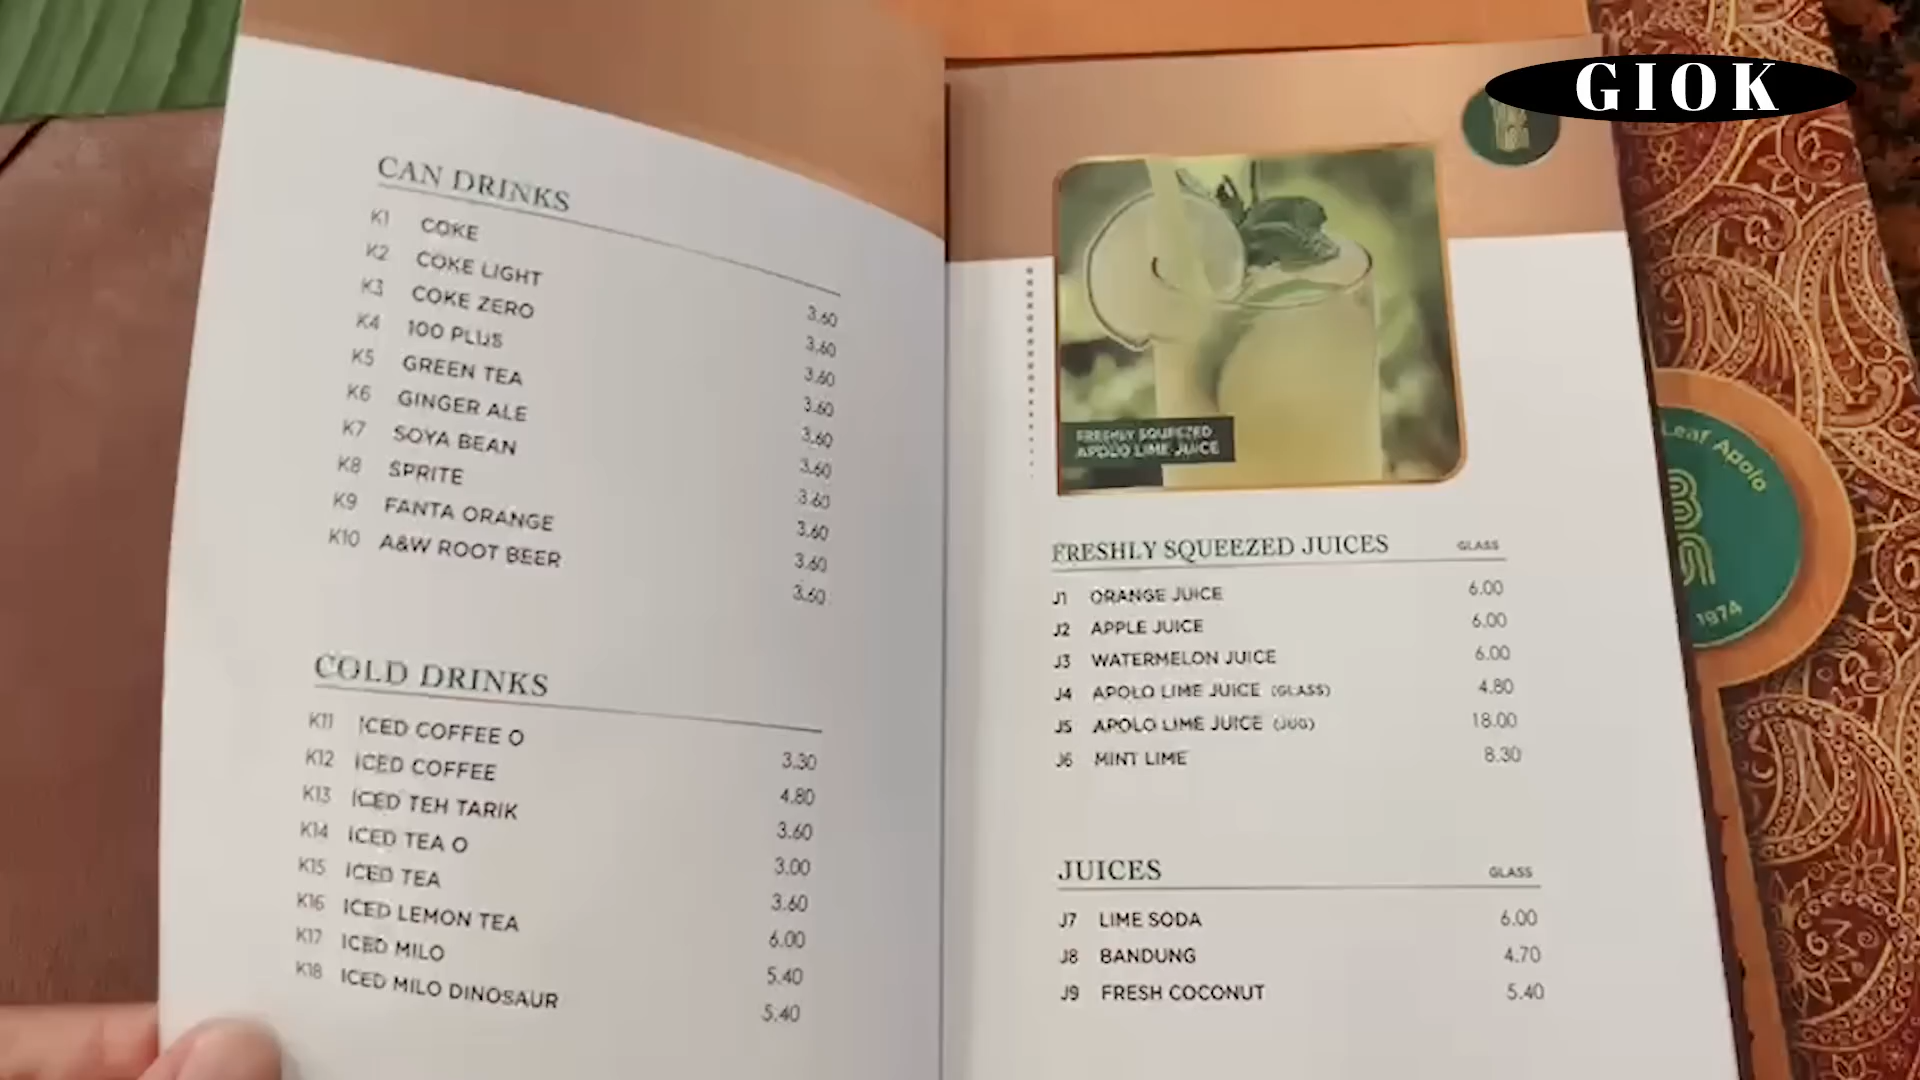 GIOK
CAN DRINKS
K1 COKE 3.60
K2 COKE LIGHT 3.60
K3 COKE ZERO 3.60
K4 100 PLUS 3.60
K5 GREEN TEA 3.60
K6 GINGER ALE 3.60
K7 SOYA BEAN 3.60
K8 SPRITE 3.60
K9 FANTA ORANGE 3.60
K10 A&W ROOT BEER 3.60
COLD DRINKS
K11 ICED COFFEE O 3.30
K12 ICED COFFEE 4.80
K13 ICED TEH TARIK 3.60
K14 ICED TEA O 3.00
K15 ICED TEA 3.60
K16 ICED LEMON TEA 6.00
K17 ICED MILO 5.40
K18 ICED MILO DINOSAUR 5.40
FRESHLY SQUEEZED
APOLO LIME JUICE
FRESHLY SQUEEZED JUICES GLASS
J1 ORANGE JUICE 6.00
J2 APPLE JUICE 6.00
J3 WATERMELON JUICE 6.00
J4 APOLO LIME JUICE (GLASS) 4.80
J5 APOLO LIME JUICE (JUG) 18.00
J6 MINT LIME 8.30
JUICES GLASS
J7 LIME SODA 6.00
J8 BANDUNG 4.70
J9 FRESH COCONUT 5.40
Leaf Apolo
1974